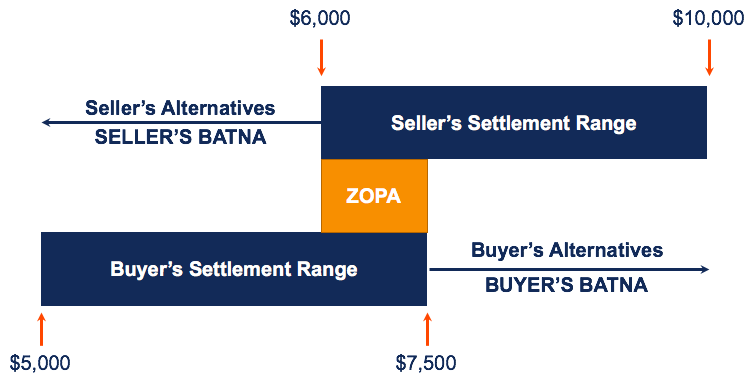 $6,000
$10,000
Seller’s Alternatives
SELLER’S BATNA
Seller’s Settlement Range
ZOPA
Buyer’s Settlement Range
Buyer’s Alternatives
BUYER’S BATNA
$5,000
$7,500